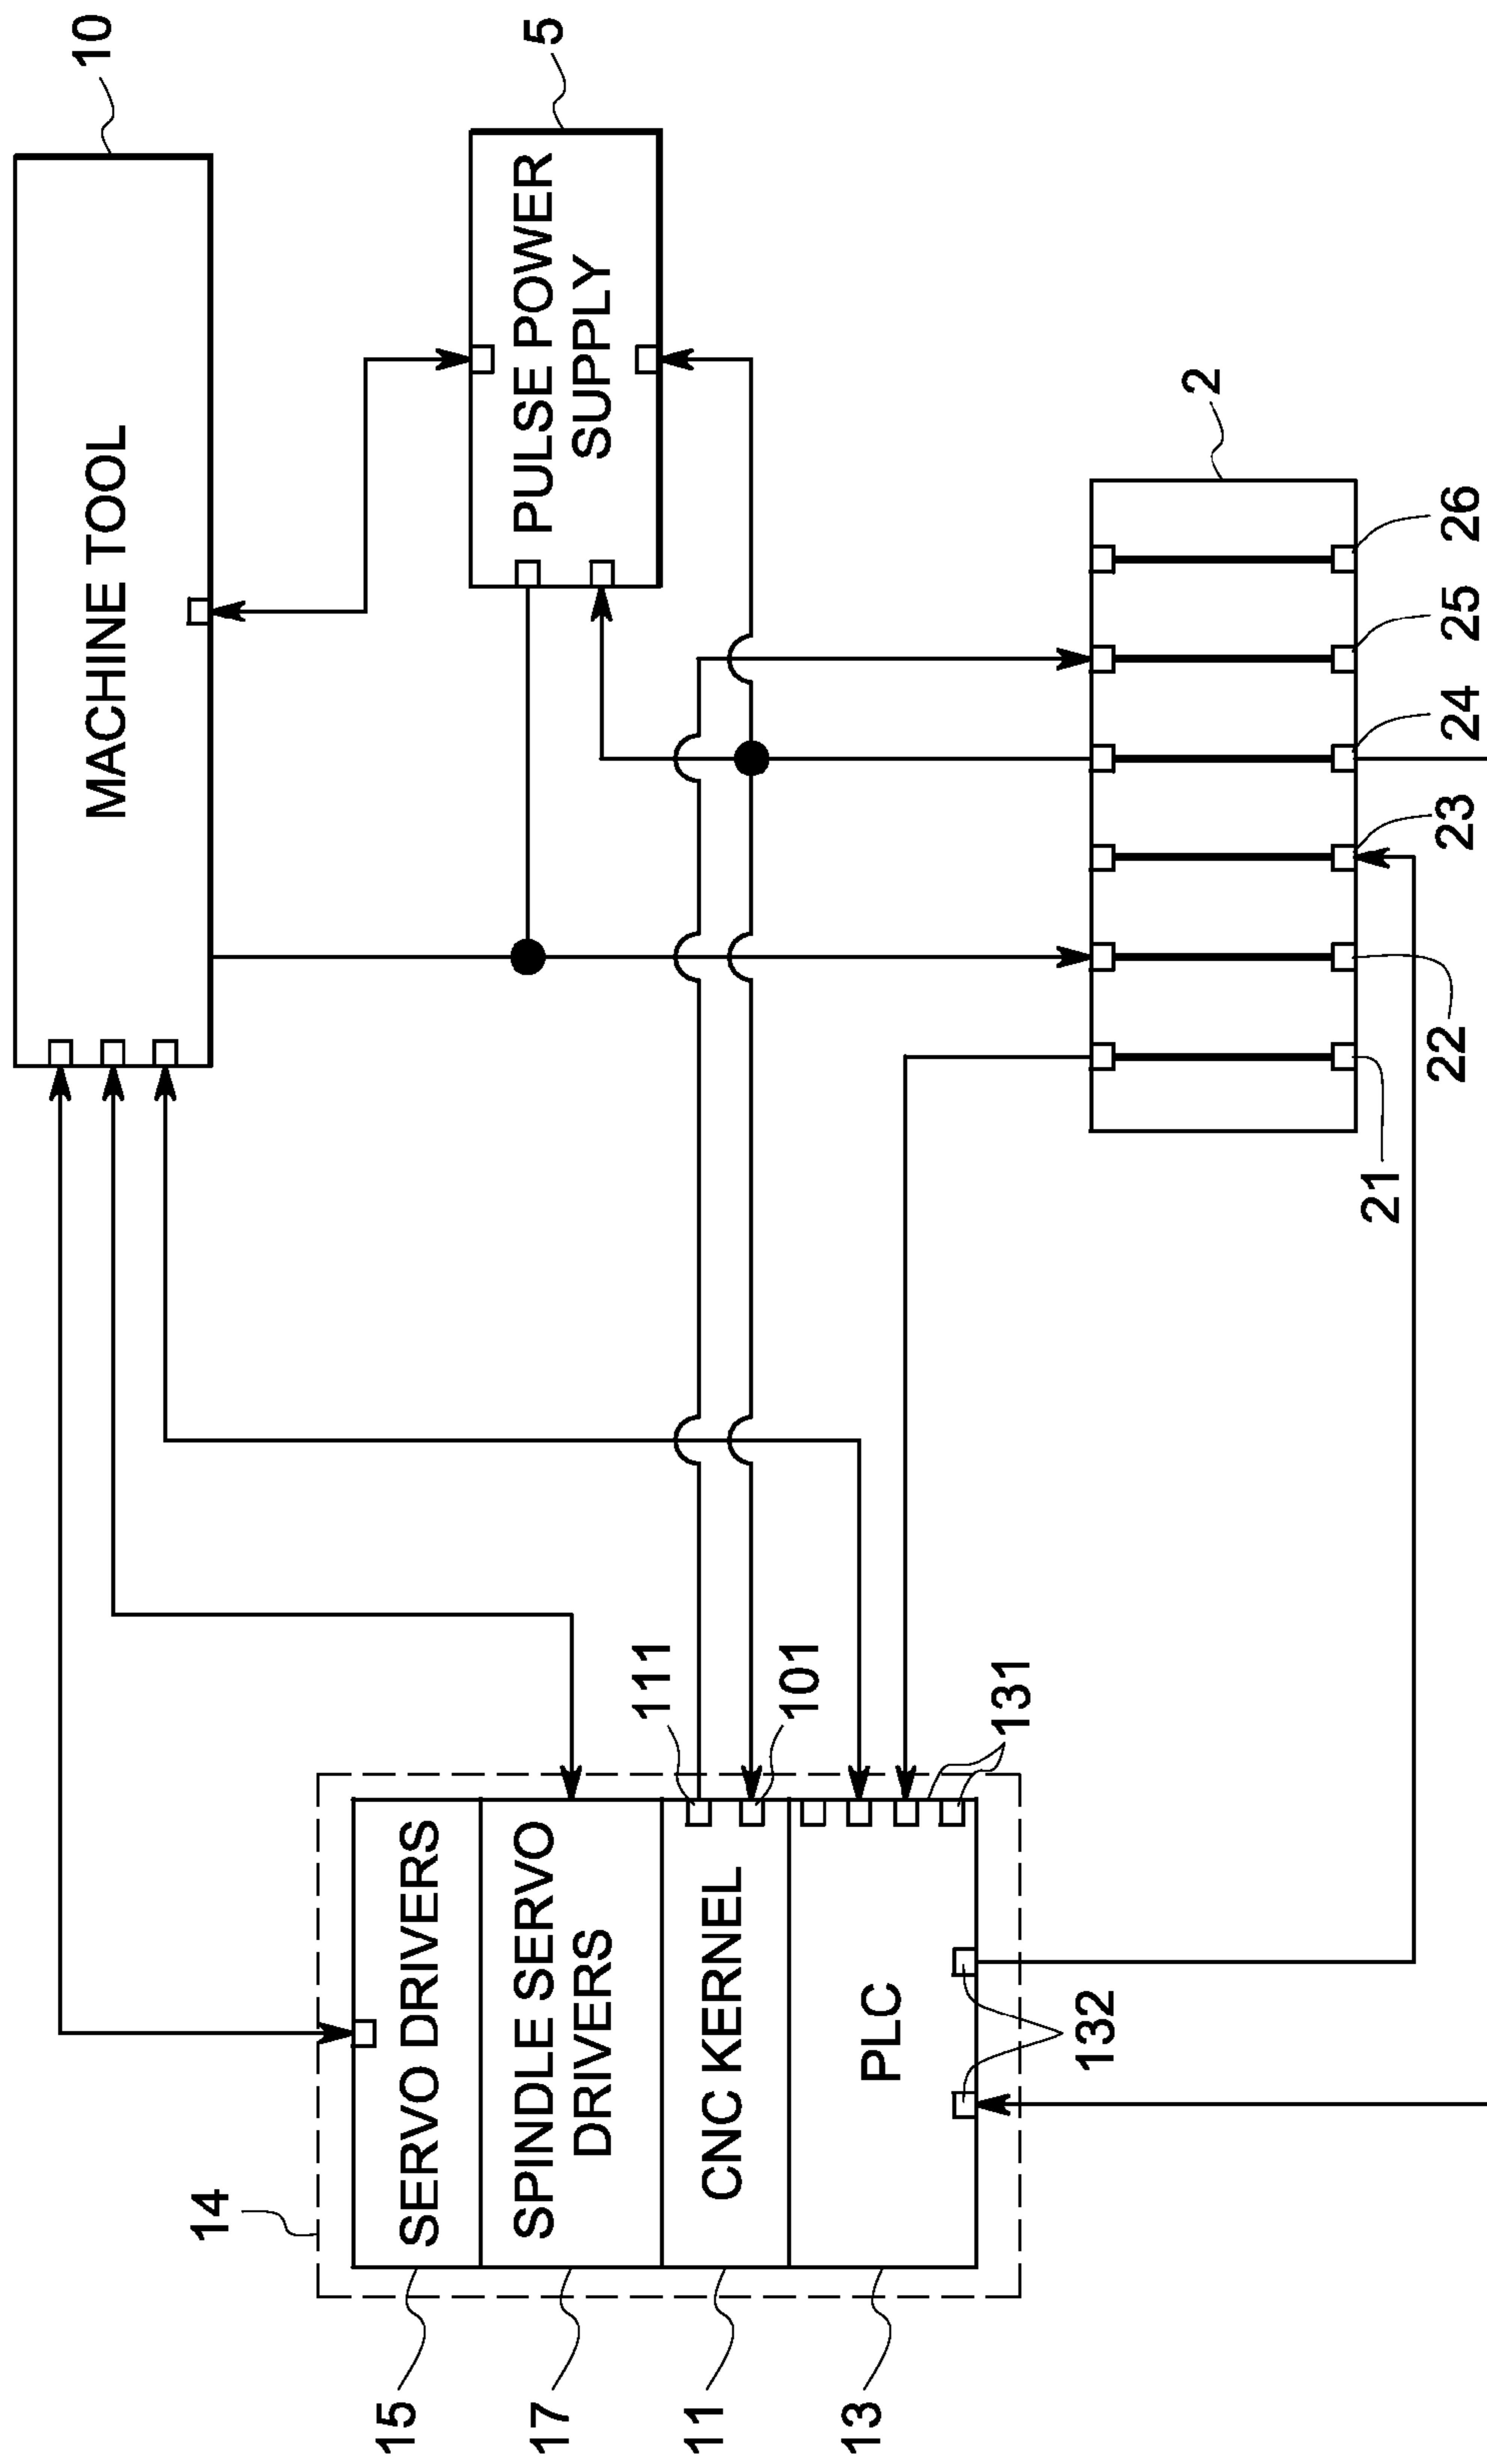 10
MACHINE TOOL
5
PULSE POWER
SUPPLY
14
15
SERVO DRIVERS
17
SPINDLE SERVO
DRIVERS
111
11
CNC KERNEL
101
13
PLC
131
132
2
21
22
23
24
25
26